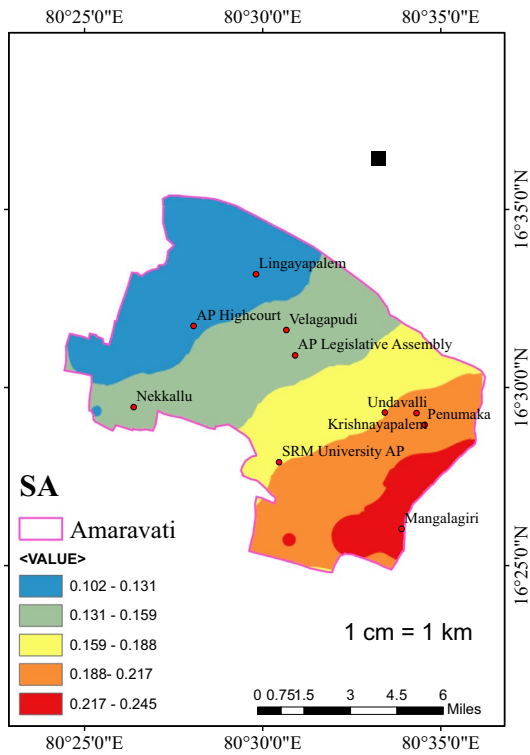 80°25'0"E 80°30'0"E 80°35'0"E
16°35'0"N
Lingayapalem
AP Highcourt
Velagapudi
AP Legislative Assembly
16°30'0"N
Nekkallu
Undavalli
Penumaka
Krishnayapalem
SRM University AP
SA
Mangalagiri
Amaravati
<VALUE>
16°25'0"N
0.102 - 0.131
0.131 - 0.159
0.159 - 0.188
0.188- 0.217
0.217 - 0.245
1 cm = 1 km
0 0.751.5 3 4.5 6
Miles
80°25'0"E 80°30'0"E 80°35'0"E